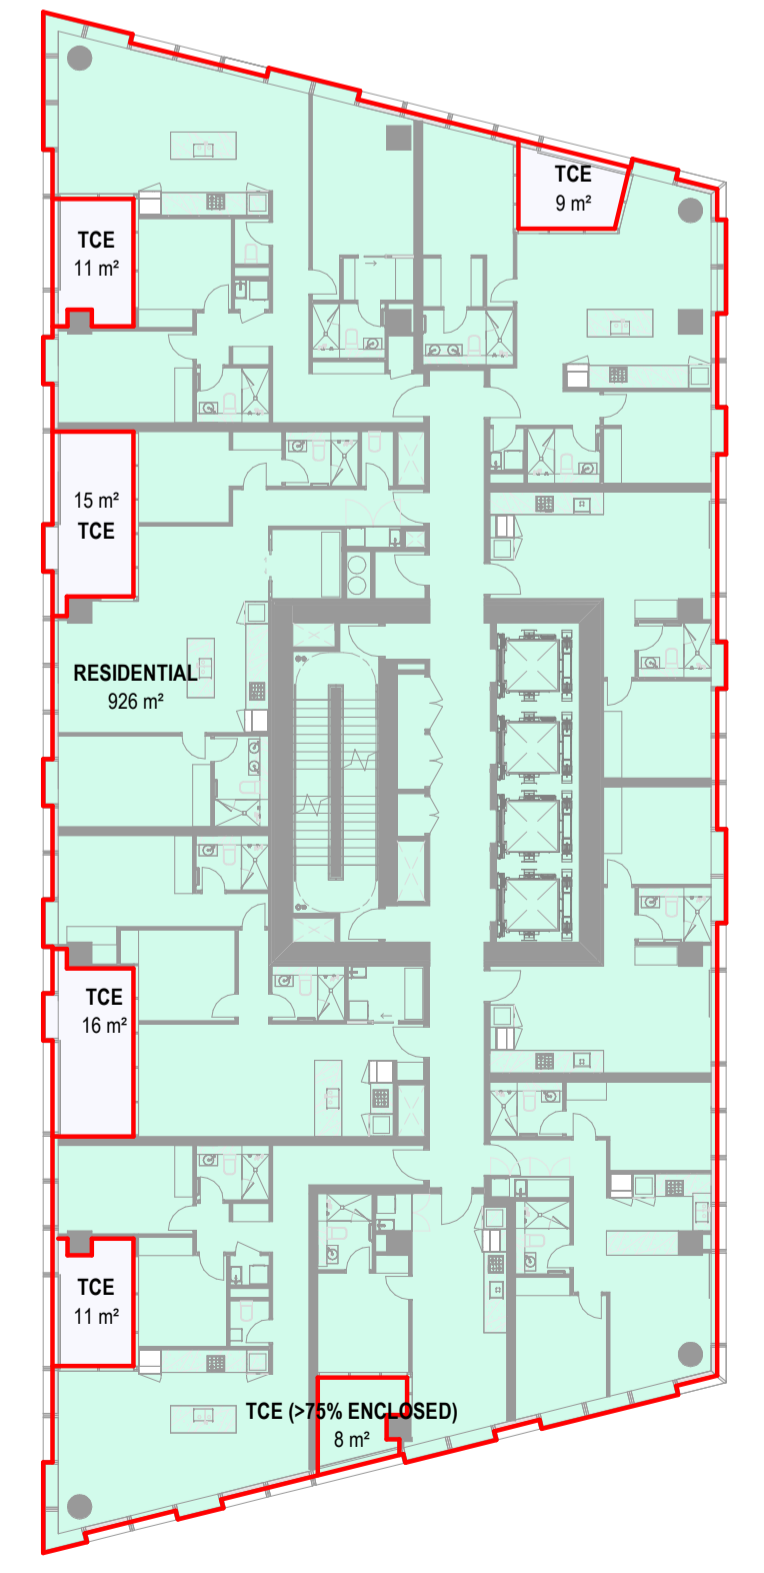 TCE
9 m²
TCE
11 m²
15 m²
TCE
RESIDENTIAL
926 m²
TCE
16 m²
TCE
11 m²
TCE (>75% ENCLOSED)
8 m²